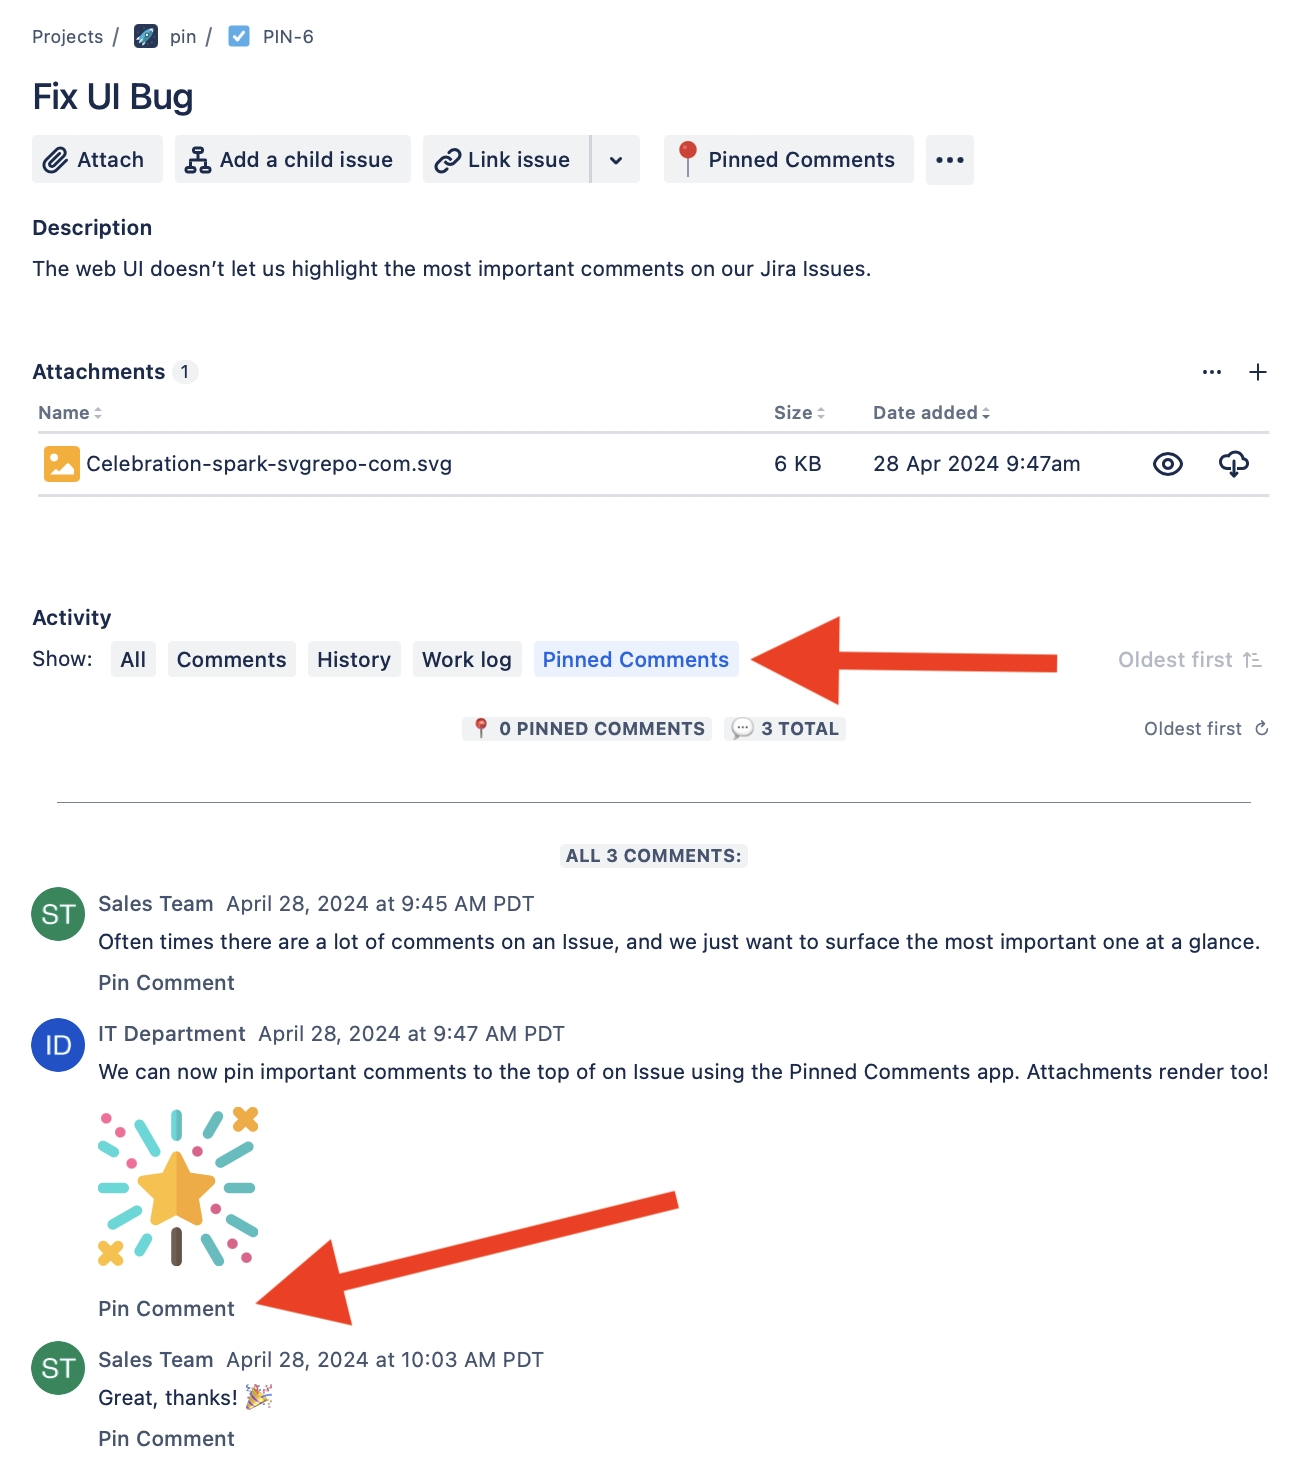 Projects / pin / PIN-6
Fix UI Bug
Attach Add a child issue Link issue Pinned Comments
Description
The web UI doesn't let us highlight the most important comments on our Jira Issues.
Attachments 1
Name Size Date added
Celebration-spark-svgrepo-com.svg 6 KB 28 Apr 2024 9:47am
Activity
Show: All Comments History Work log Pinned Comments Oldest first
0 PINNED COMMENTS 3 TOTAL Oldest first
ALL 3 COMMENTS:
ST Sales Team April 28, 2024 at 9:45 AM PDT
Often times there are a lot of comments on an Issue, and we just want to surface the most important one at a glance.
Pin Comment
ID IT Department April 28, 2024 at 9:47 AM PDT
We can now pin important comments to the top of on Issue using the Pinned Comments app. Attachments render too!
Pin Comment
ST Sales Team April 28, 2024 at 10:03 AM PDT
Great, thanks! 🎉
Pin Comment